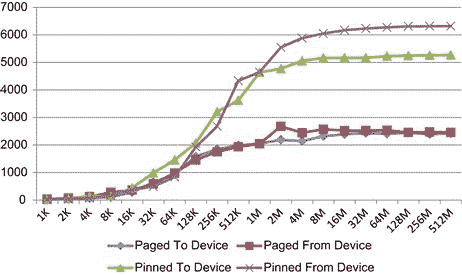 7000
6000
5000
4000
3000
2000
1000
0
1K 2K 4K 8K 16K 32K 64K 128K 256K 512K 1M 2M 4M 8M 16M 32M 64M 128M 256M 512M
Paged To Device Paged From Device
Pinned To Device Pinned From Device